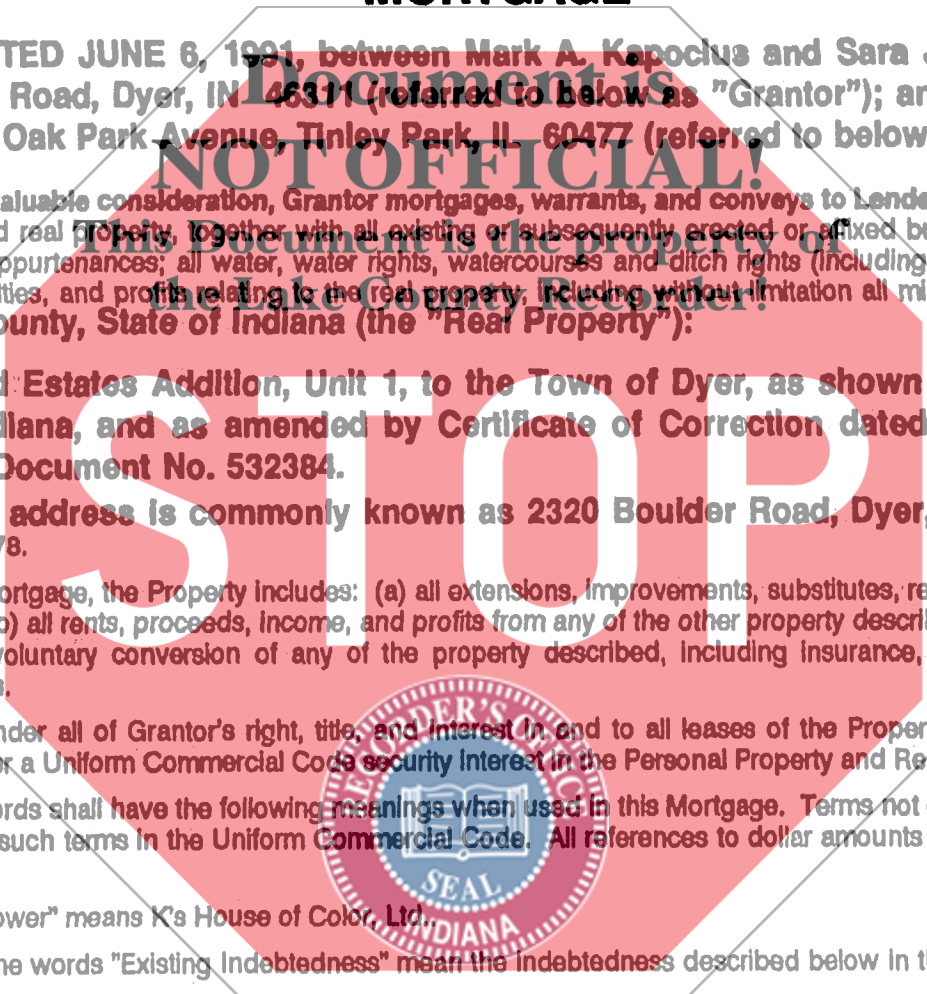 MORTGAGE
TED JUNE 6, 1991, between Mark A. Kapocius and Sara
Road, Dyer, IN 46311 (referred to below as "Grantor"); an
Oak Park Avenue, Tinley Park, IL 60477 (referred to below
Document is
NOT OFFICIAL!
This Document is the property of
the Lake County Recorder!
aluable consideration, Grantor mortgages, warrants, and conveys to Lende
d real property, together with all existing or subsequently erected or affixed bu
ppurtenances; all water, water rights, watercourses and ditch rights (including
ties, and profits relating to the real property, including without limitation all mi
ounty, State of Indiana (the "Real Property"):
d Estates Addition, Unit 1, to the Town of Dyer, as shown
diana, and as amended by Certificate of Correction dated
Document No. 532384.
address is commonly known as 2320 Boulder Road, Dyer,
78.
STOP
ortgage, the Property includes: (a) all extensions, improvements, substitutes, re
b) all rents, proceeds, income, and profits from any of the other property descri
voluntary conversion of any of the property described, including insurance,
s.
nder all of Grantor's right, title, and interest in and to all leases of the Proper
r a Uniform Commercial Code security interest in the Personal Property and Re
ords shall have the following meanings when used in this Mortgage. Terms not
such terms in the Uniform Commercial Code. All references to dollar amounts
RECORDER'S OFFICE
SEAL
INDIANA
ower" means K's House of Color, Ltd..
he words "Existing Indebtedness" mean the indebtedness described below in t